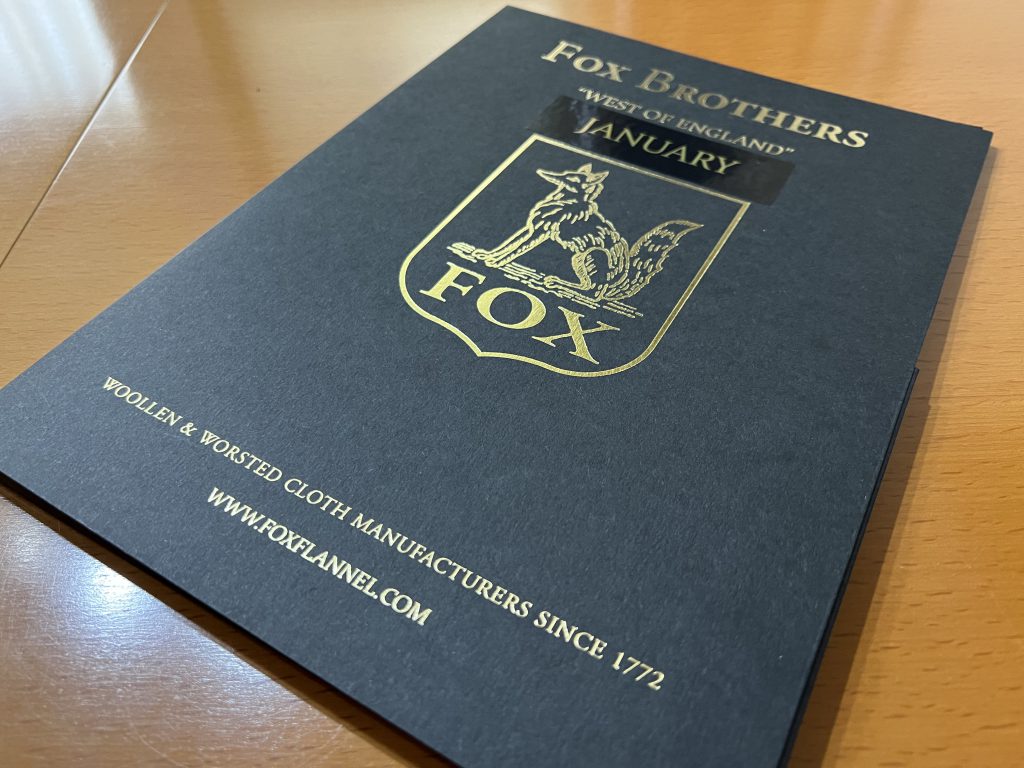 FOX BROTHERS
"WEST OF ENGLAND"
JANUARY
FOX
WOOLLEN & WORSTED CLOTH MANUFACTURERS SINCE 1772
WWW.FOXFLANNEL.COM